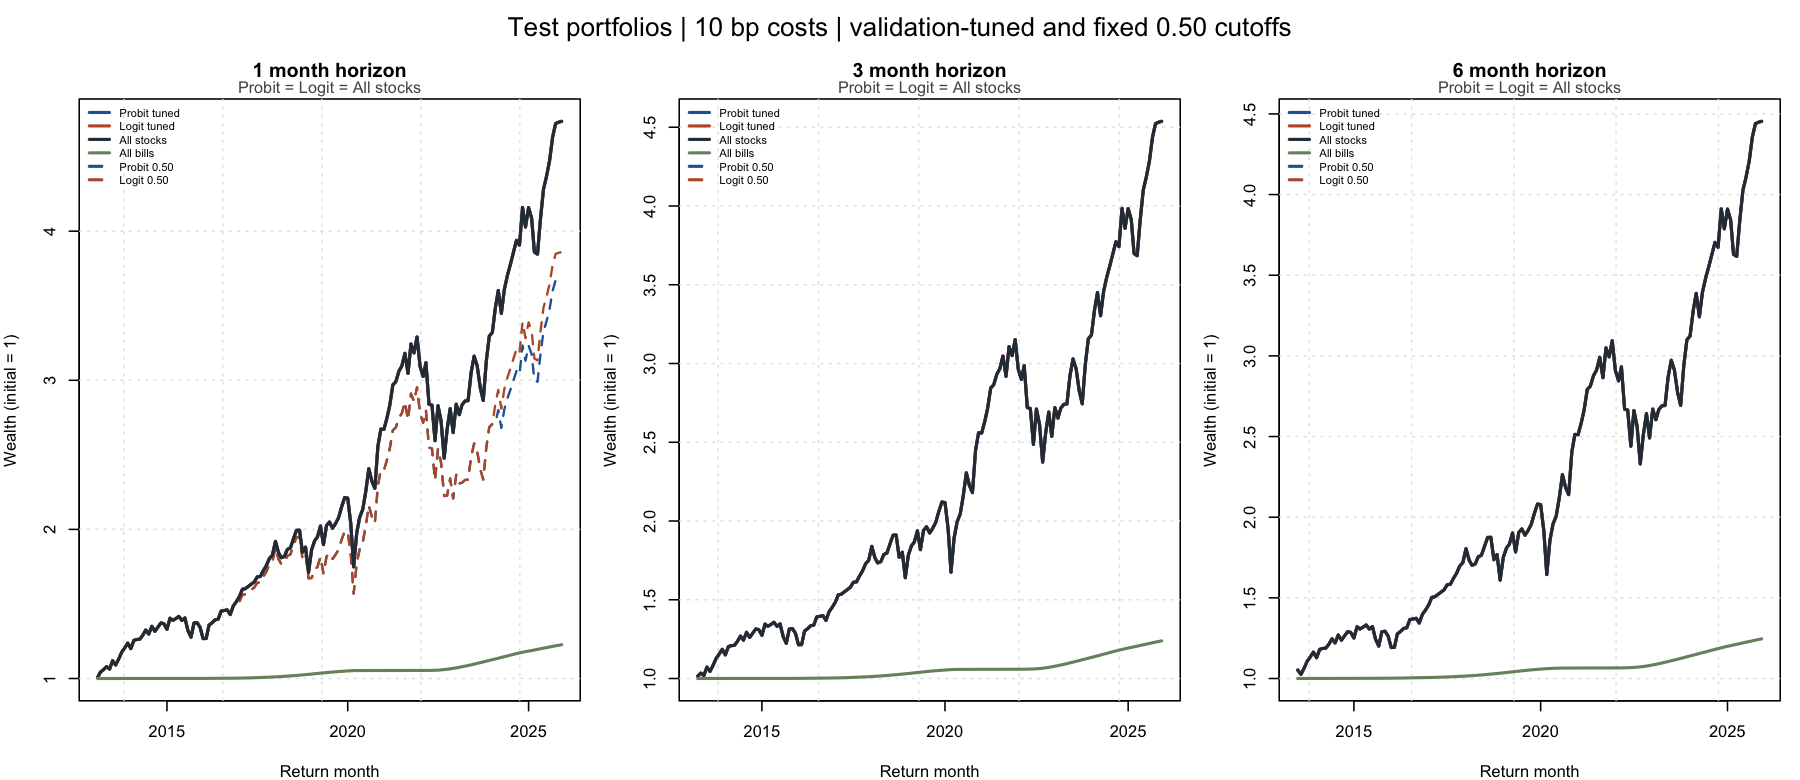 Test portfolios | 10 bp costs | validation-tuned and fixed 0.50 cutoffs
1 month horizon
Probit = Logit = All stocks
Probit tuned
Logit tuned
All stocks
All bills
Probit 0.50
Logit 0.50
4
3
2
1
Wealth (initial = 1)
2015
2020
2025
Return month
3 month horizon
Probit = Logit = All stocks
Probit tuned
Logit tuned
All stocks
All bills
Probit 0.50
Logit 0.50
4.5
4.0
3.5
3.0
2.5
2.0
1.5
1.0
Wealth (initial = 1)
2015
2020
2025
Return month
6 month horizon
Probit = Logit = All stocks
Probit tuned
Logit tuned
All stocks
All bills
Probit 0.50
Logit 0.50
4.5
4.0
3.5
3.0
2.5
2.0
1.5
1.0
Wealth (initial = 1)
2015
2020
2025
Return month